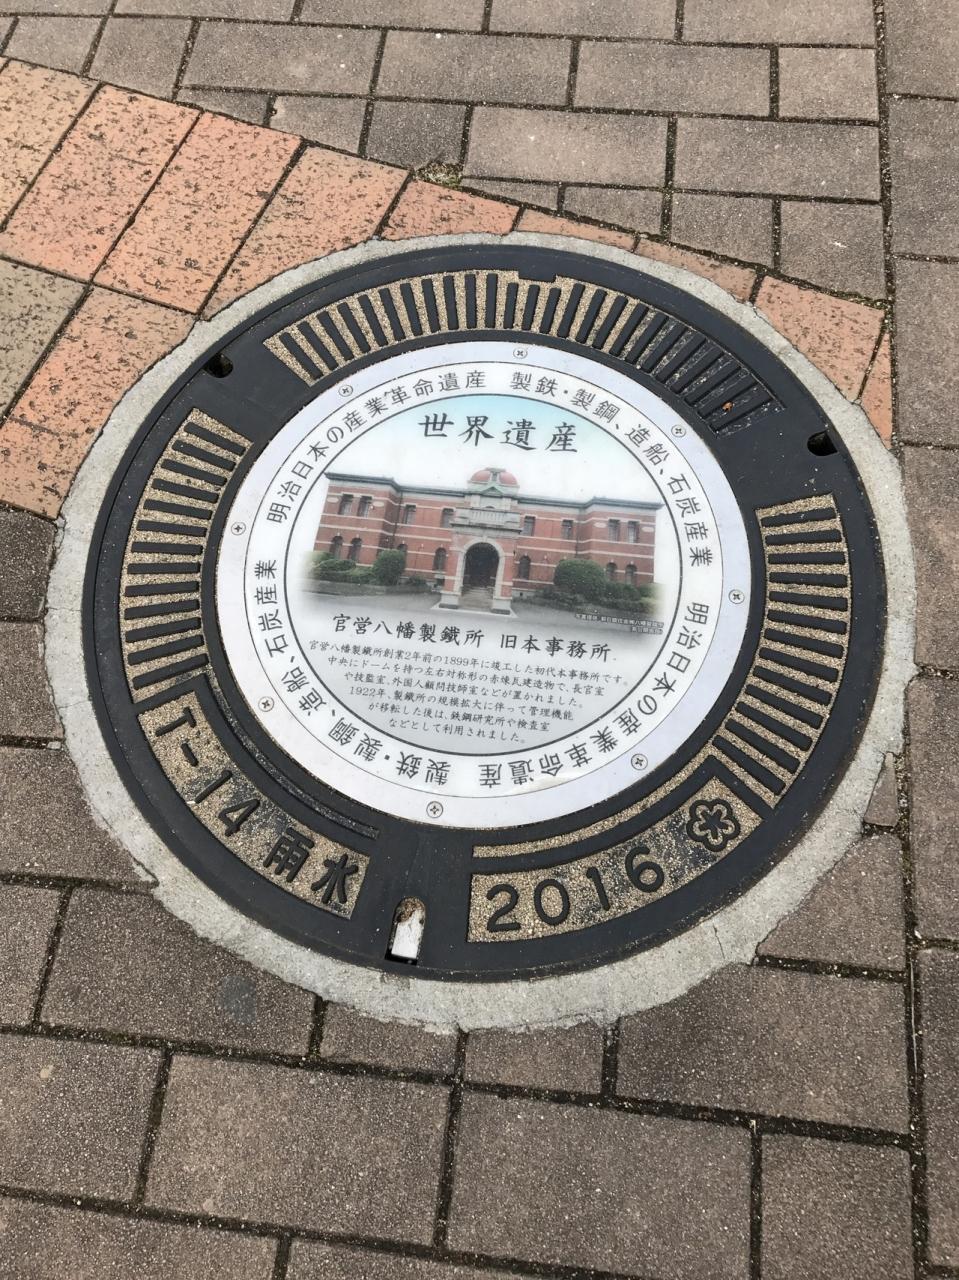 明治日本の産業革命遺産 製鉄・製鋼、造船、石炭産業
明治日本の産業革命遺産 製鉄・製鋼、造船、石炭産業
世界遺産
官営八幡製鐵所 旧本事務所
官営八幡製鐵所創業2年前の1899年に竣工した初代本事務所です。
中央にドームを持つ左右対称形の赤煉瓦建造物で、長官室
や技監室、外国人顧問技師室などが置かれました。
1922年、製鐵所の規模拡大に伴って管理機能
が移転した後は、鉄鋼研究所や検査室
などとして利用されました。
T-14 雨水
2016